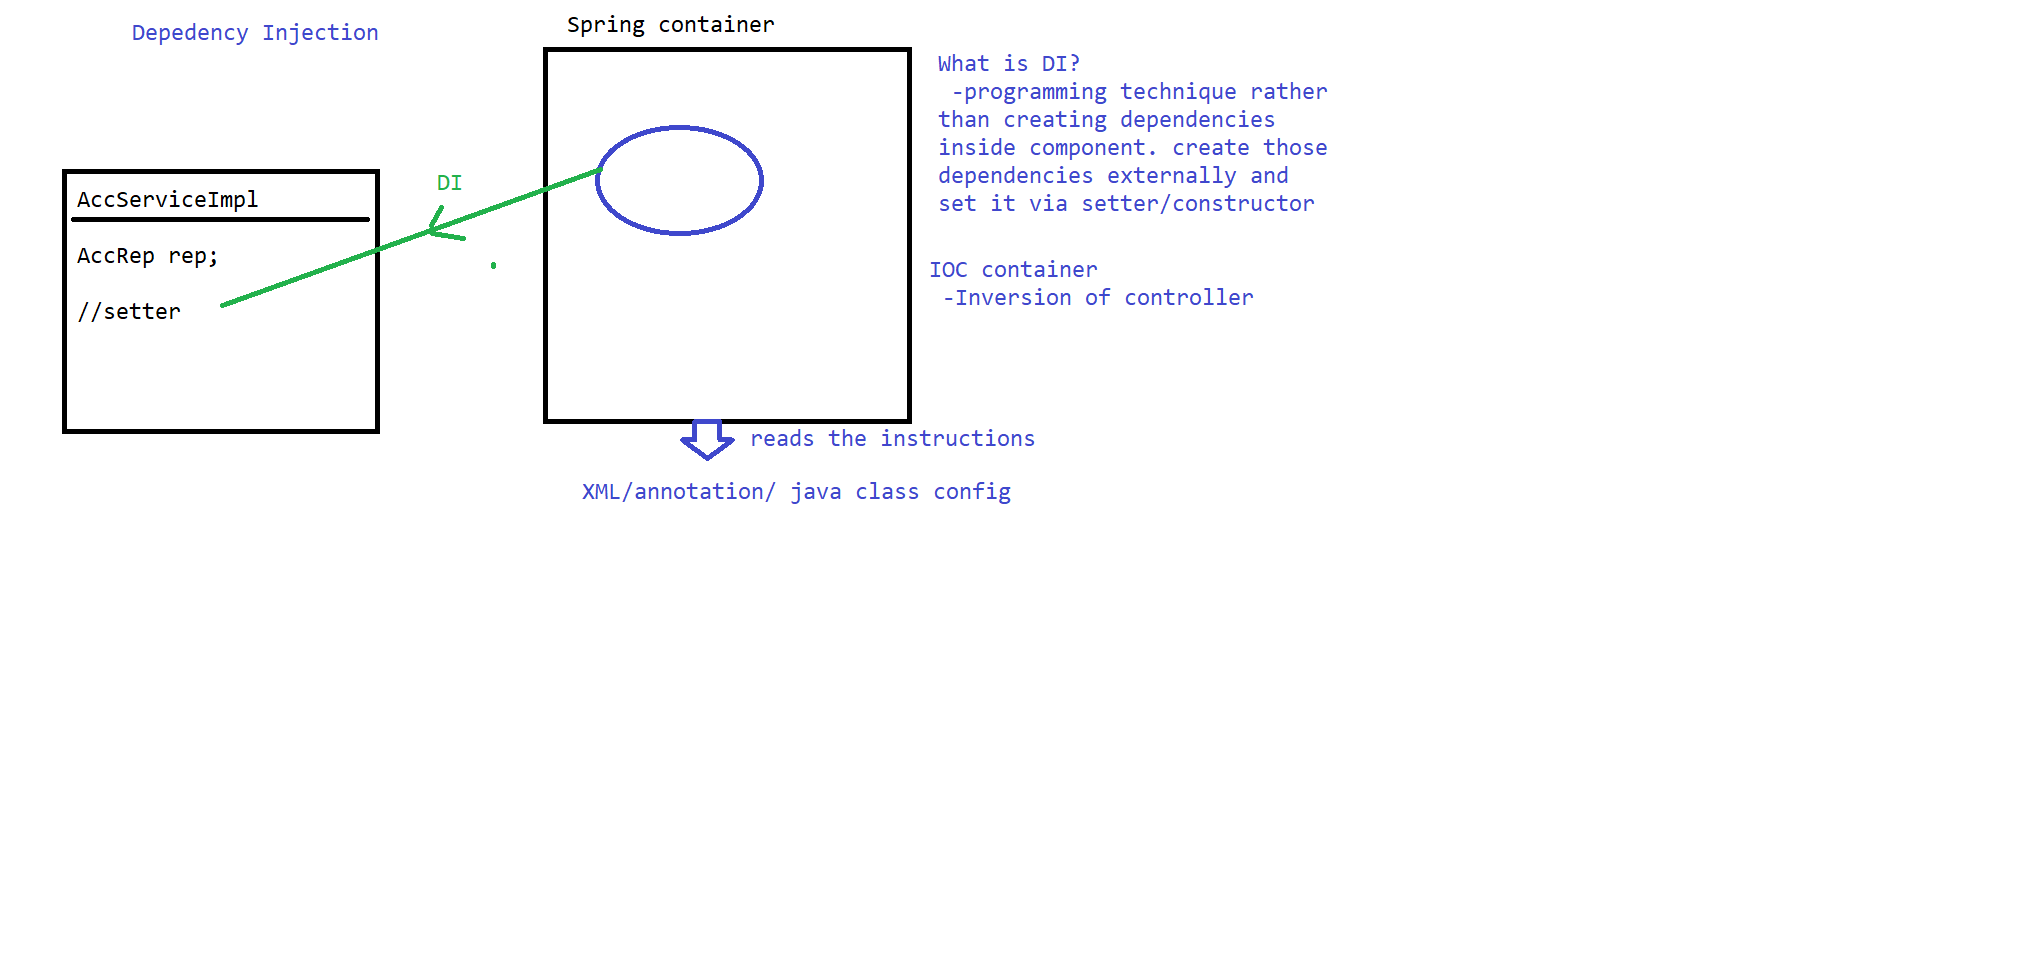 Depedency Injection
Spring container
AccServiceImpl
AccRep rep;
//setter
DI
What is DI?
-programming technique rather
than creating dependencies
inside component. create those
dependencies externally and
set it via setter/constructor
IOC container
-Inversion of controller
reads the instructions
XML/annotation/ java class config